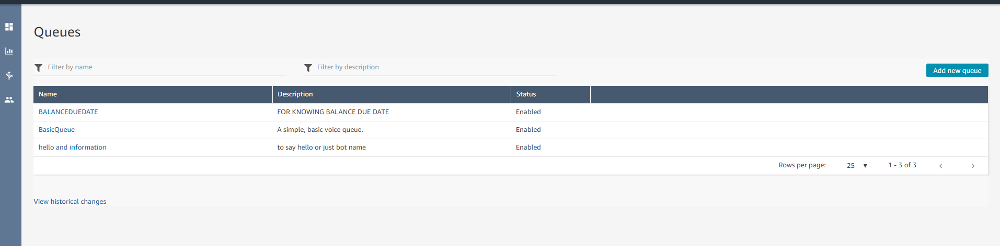 Queues
Filter by name
Filter by description
Add new queue
Name Description Status
BALANCEDUEDATE FOR KNOWING BALANCE DUE DATE Enabled
BasicQueue A simple, basic voice queue. Enabled
hello and information to say hello or just bot name Enabled
Rows per page: 25 1 - 3 of 3
View historical changes